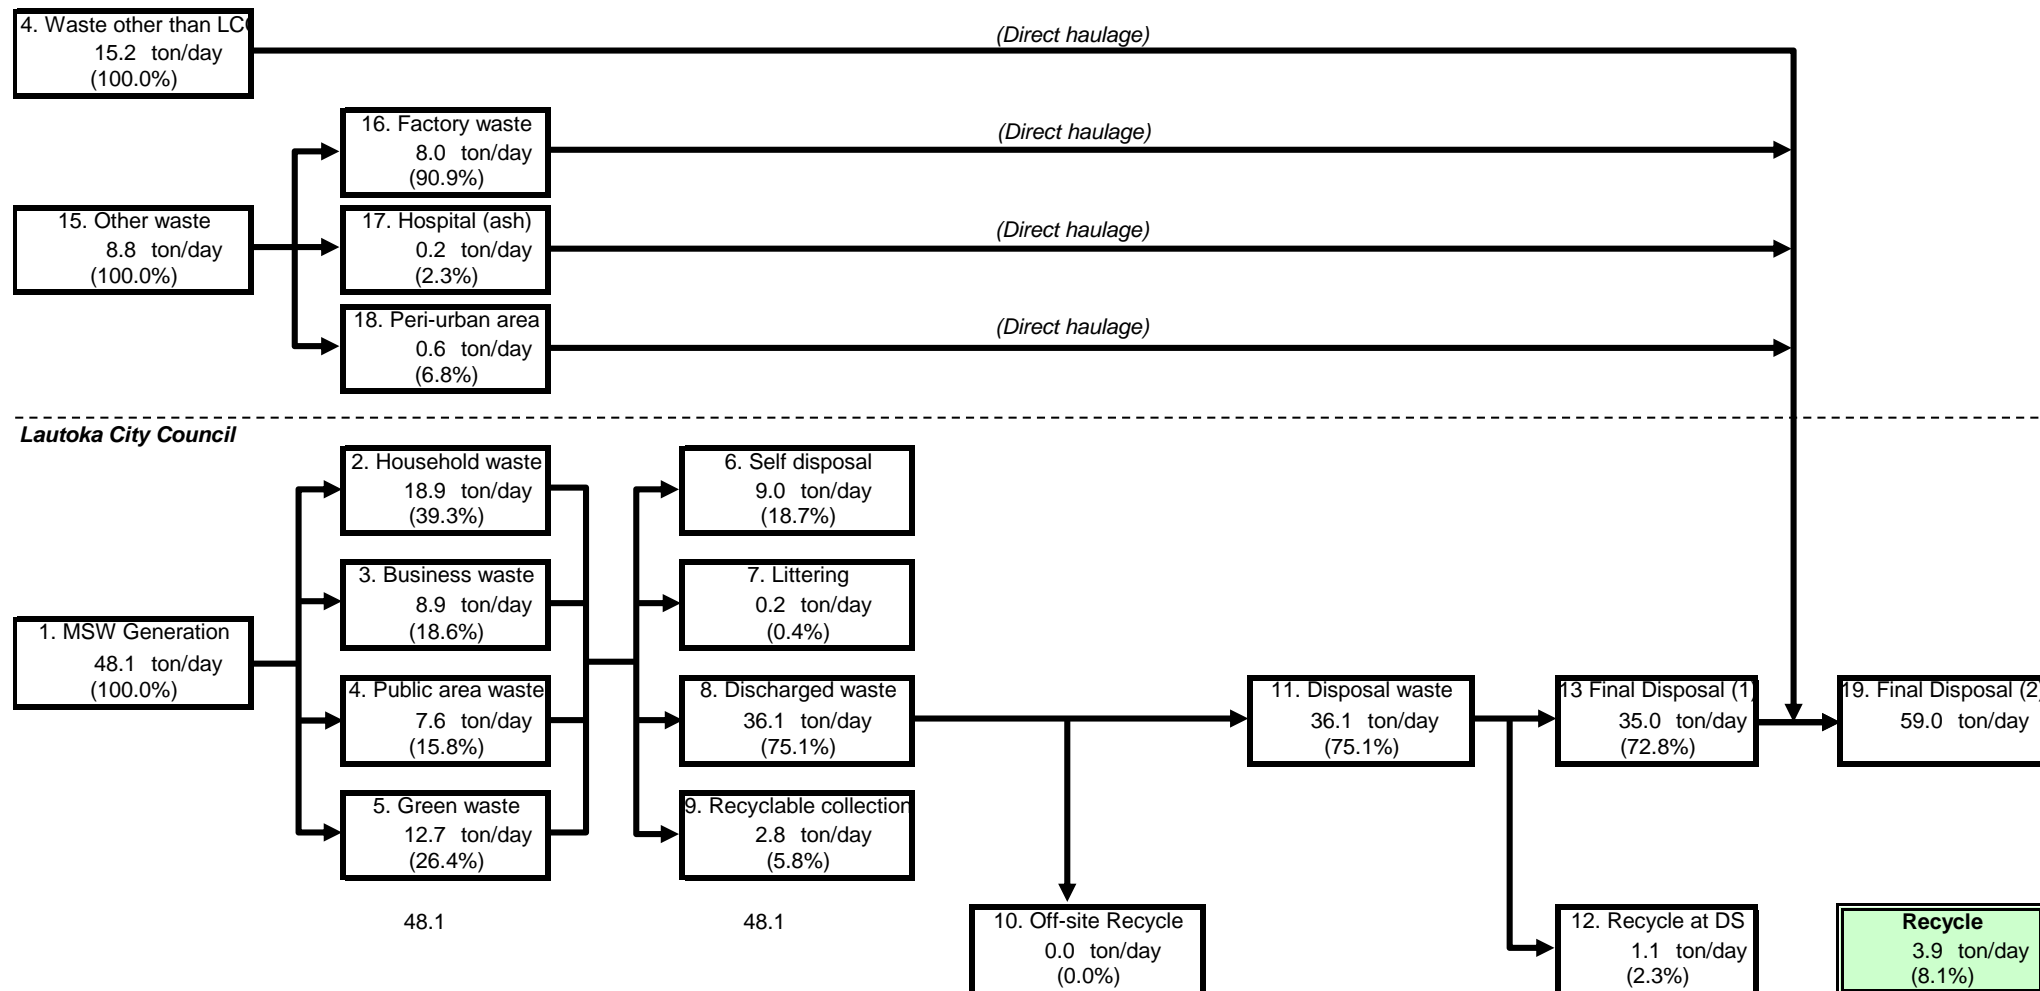 4. Waste other than LC
15.2 ton/day
(100.0%)
(Direct haulage)
16. Factory waste
8.0 ton/day
(90.9%)
(Direct haulage)
15. Other waste
8.8 ton/day
(100.0%)
17. Hospital (ash)
0.2 ton/day
(2.3%)
(Direct haulage)
18. Peri-urban area
0.6 ton/day
(6.8%)
(Direct haulage)
Lautoka City Council
1. MSW Generation
48.1 ton/day
(100.0%)
2. Household waste
18.9 ton/day
(39.3%)
3. Business waste
8.9 ton/day
(18.6%)
4. Public area waste
7.6 ton/day
(15.8%)
5. Green waste
12.7 ton/day
(26.4%)
48.1
6. Self disposal
9.0 ton/day
(18.7%)
7. Littering
0.2 ton/day
(0.4%)
8. Discharged waste
36.1 ton/day
(75.1%)
9. Recyclable collection
2.8 ton/day
(5.8%)
48.1
10. Off-site Recycle
0.0 ton/day
(0.0%)
11. Disposal waste
36.1 ton/day
(75.1%)
13 Final Disposal (1)
35.0 ton/day
(72.8%)
12. Recycle at DS
1.1 ton/day
(2.3%)
19. Final Disposal (2)
59.0 ton/day
Recycle
3.9 ton/day
(8.1%)